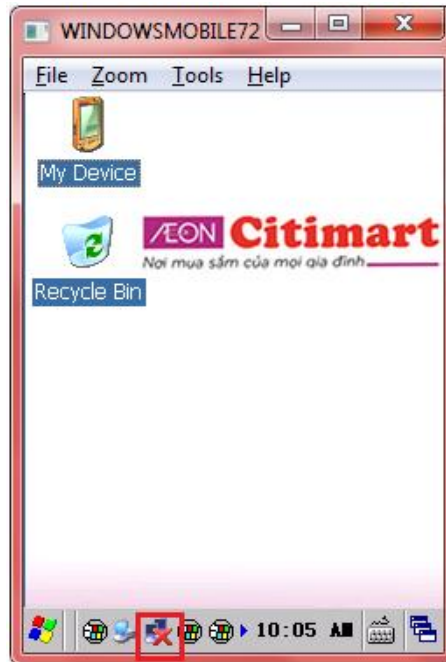 WINDOWSMOBILE72
File Zoom Tools Help
My Device
ÆON Citimart
Nơi mua sắm của mọi gia đình
Recycle Bin
10:05 AM